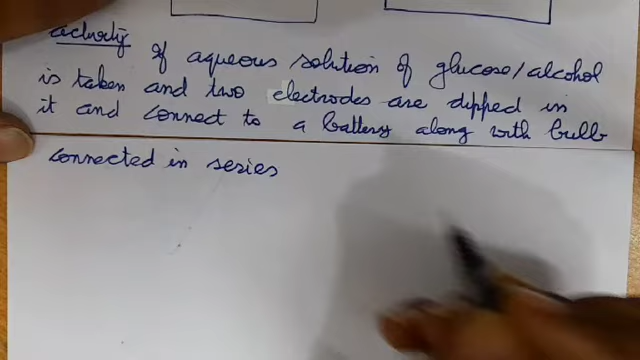 activity If aqueous solution of glucose/alcohol
is taken and two electrodes are dipped in
it and connect to a battery along with bulb
connected in series